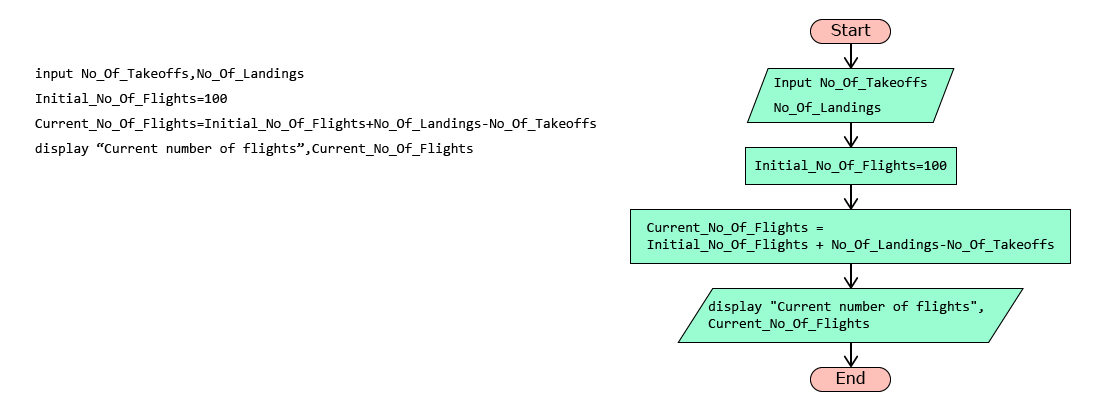 input No_Of_Takeoffs,No_Of_Landings
Initial_No_Of_Flights=100
Current_No_Of_Flights=Initial_No_Of_Flights+No_Of_Landings-No_Of_Takeoffs
display “Current number of flights”,Current_No_Of_Flights
Start
Input No_Of_Takeoffs
No_Of_Landings
Initial_No_Of_Flights=100
Current_No_Of_Flights =
Initial_No_Of_Flights + No_Of_Landings-No_Of_Takeoffs
display "Current number of flights",
Current_No_Of_Flights
End